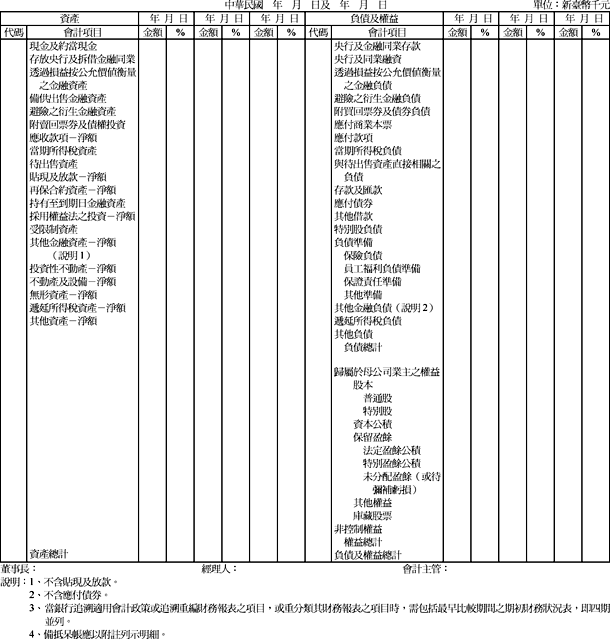 中華民國　年　月　日及　年　月　日　單位：新臺幣千元
資產　年 月 日　年 月 日　年 月 日　負債及權益　年 月 日　年 月 日　年 月 日
代碼　會計項目　金額　%　金額　%　金額　%　代碼　會計項目　金額　%　金額　%　金額　%
現金及約當現金
存放央行及拆借金融同業
透過損益按公允價值衡量
之金融資產
備供出售金融資產
避險之衍生金融資產
附賣回票券及債權投資
應收款項－淨額
當期所得稅資產
待出售資產
貼現及放款－淨額
再保合約資產－淨額
持有至到期日金融資產
採用權益法之投資－淨額
受限制資產
其他金融資產－淨額
（說明1）
投資性不動產－淨額
不動產及設備－淨額
無形資產－淨額
遞延所得稅資產－淨額
其他資產－淨額
資產總計
央行及金融同業存款
央行及同業融資
透過損益按公允價值衡量
之金融負債
避險之衍生金融負債
附買回票券及債券負債
應付商業本票
應付款項
當期所得稅負債
與待出售資產直接相關之
負債
存款及匯款
應付債券
其他借款
特別股負債
負債準備
保險負債
員工福利負債準備
保證責任準備
其他準備
其他金融負債（說明2）
遞延所得稅負債
其他負債
負債總計
歸屬於母公司業主之權益
股本
普通股
特別股
資本公積
保留盈餘
法定盈餘公積
特別盈餘公積
未分配盈餘（或待
彌補虧損）
其他權益
庫藏股票
非控制權益
權益總計
負債及權益總計
董事長：　經理人：　會計主管：
說明：1、不含貼現及放款。
2、不含應付債券。
3、當銀行追溯適用會計政策或追溯重編財務報表之項目，或重分類其財務報表之項目時，需包括最早比較期間之期初財務狀況表，即四期
並列。
4、備抵呆帳應以附註列示明細。